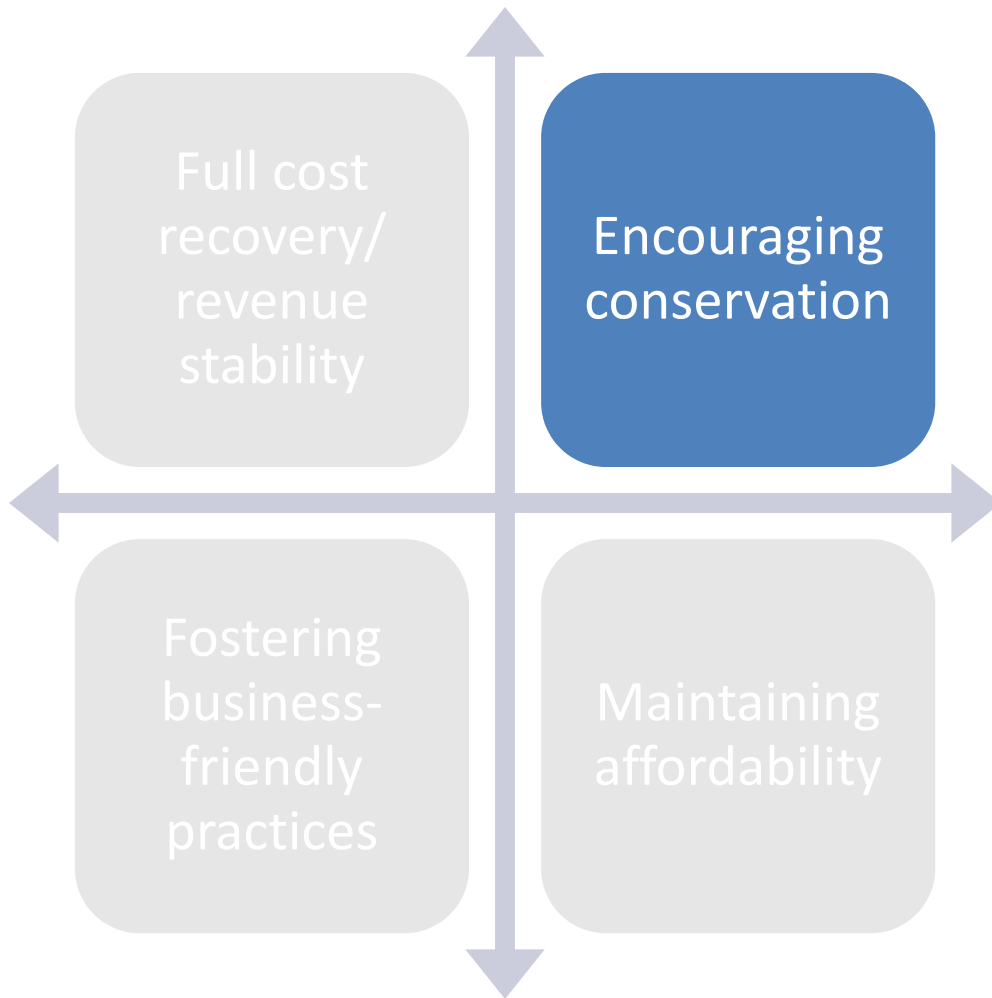 Full cost
recovery/
revenue
stability
Encouraging
conservation
Fostering
business-
friendly
practices
Maintaining
affordability